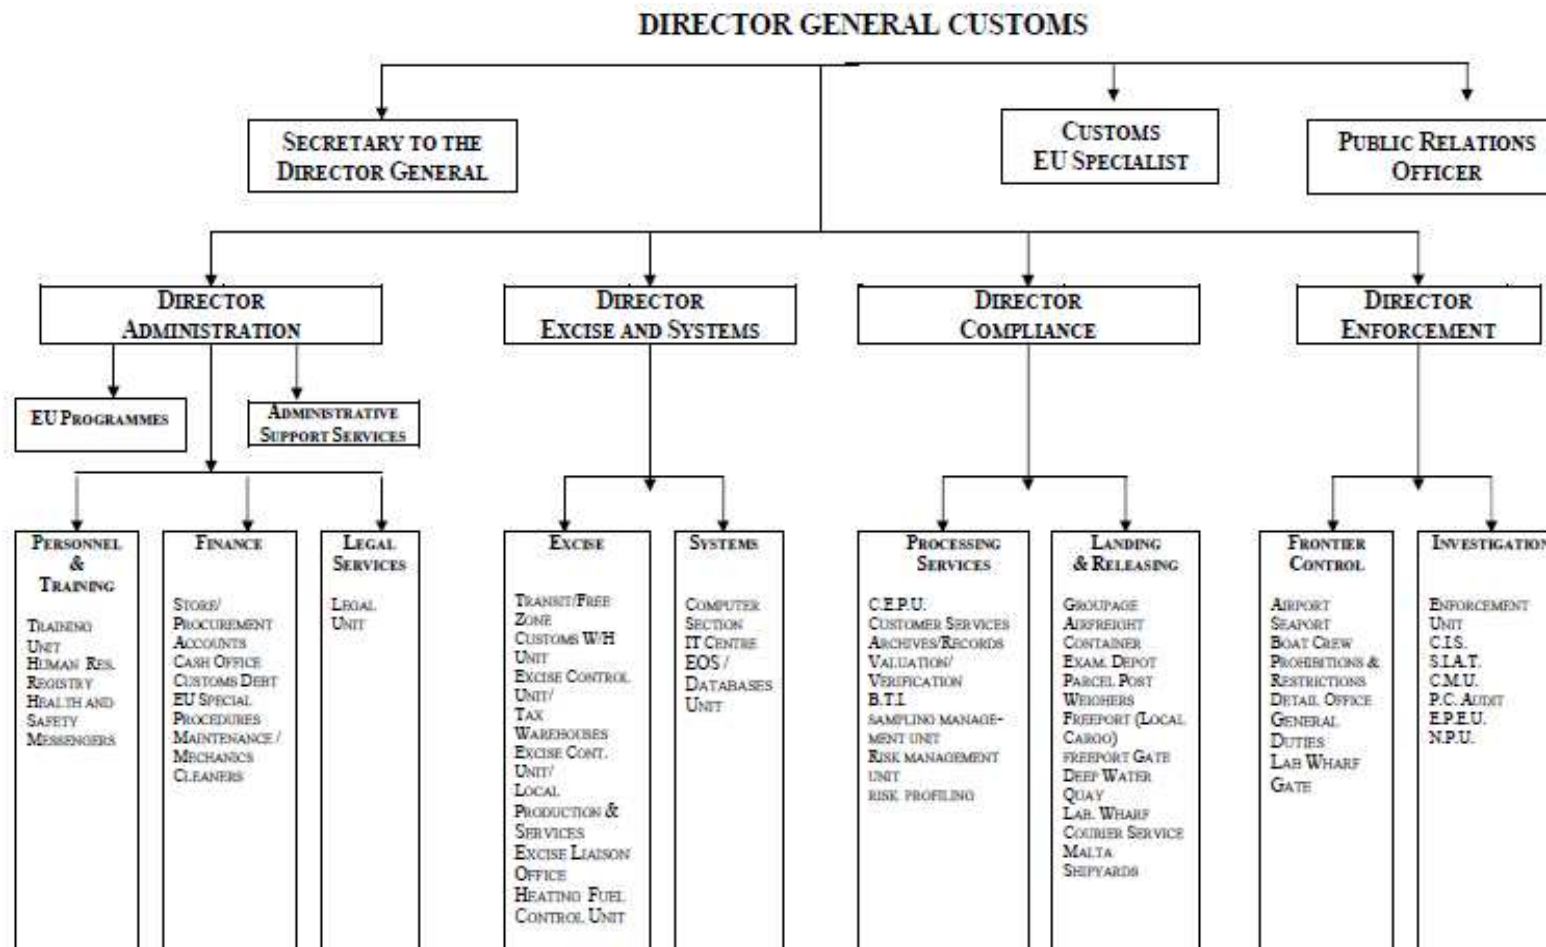 DIRECTOR GENERAL CUSTOMS
SECRETARY TO THE
DIRECTOR GENERAL
CUSTOMS
EU SPECIALIST
PUBLIC RELATIONS
OFFICER
DIRECTOR
ADMINISTRATION
DIRECTOR
EXCISE AND SYSTEMS
DIRECTOR
COMPLIANCE
DIRECTOR
ENFORCEMENT
EU PROGRAMMES
ADMINISTRATIVE
SUPPORT SERVICES
PERSONNEL
&
TRAINING
TRAINING
UNIT
HUMAN RES.
REGISTRY
HEALTH AND
SAFETY
MESSENGERS
FINANCE
STORE/
PROCUREMENT
ACCOUNTS
CASH OFFICE
CUSTOMS DEBT
EU SPECIAL
PROCEDURES
MAINTENANCE /
MECHANICS
CLEANERS
LEGAL
SERVICES
LEGAL
UNIT
EXCISE
TRANSIT/FREE
ZONE
CUSTOMS W/H
UNIT
EXCISE CONTROL
UNIT/
TAX
WAREHOUSES
EXCISE CONT.
UNIT/
LOCAL
PRODUCTION &
SERVICES
EXCISE LIAISON
OFFICE
HEATING FUEL
CONTROL UNIT
SYSTEMS
COMPUTER
SECTION
IT CENTRE
EOS /
DATABASES
UNIT
PROCESSING
SERVICES
C.E.P.U.
CUSTOMER SERVICES
ARCHIVES/RECORDS
VALUATION/
VERIFICATION
B.T.I.
SAMPLING MANAGE-
MENT UNIT
RISK MANAGEMENT
UNIT
RISK PROFILING
LANDING
& RELEASING
GROUPAGE
AIRFREIGHT
CONTAINER
EXAM. DEPOT
PARCEL POST
WEIGHERS
FREEPORT (LOCAL
CARGO)
FREEPORT GATE
DEEP WATER
QUAY
LAB. WHARF
COURIER SERVICE
MALTA
SHIPYARDS
FRONTIER
CONTROL
AIRPORT
SEAPORT
BOAT CREW
PROHIBITIONS &
RESTRICTIONS
DETAIL OFFICE
GENERAL
DUTIES
LAB WHARF
GATE
INVESTIGATION
ENFORCEMENT
UNIT
C.I.S.
S.I.A.T.
C.M.U.
P.C. AUDIT
E.P.E.U.
N.P.U.